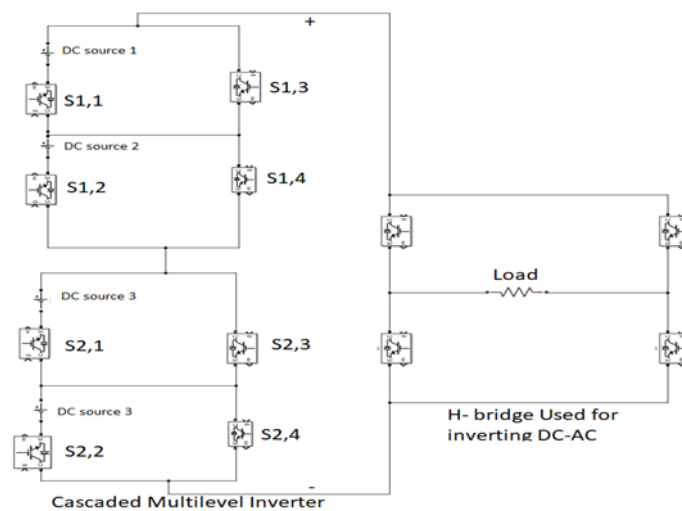 +
DC source 1
S1,1
S1,3
DC source 2
S1,2
S1,4
DC source 3
S2,1
S2,3
DC source 3
S2,2
S2,4
-
Load
H- bridge Used for
inverting DC-AC
Cascaded Multilevel Inverter